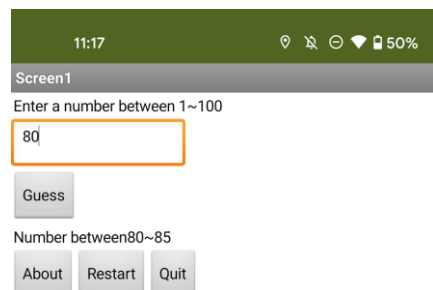 11:17 50%
Screen1
Enter a number between 1~100
80
Guess
Number between80~85
About Restart Quit